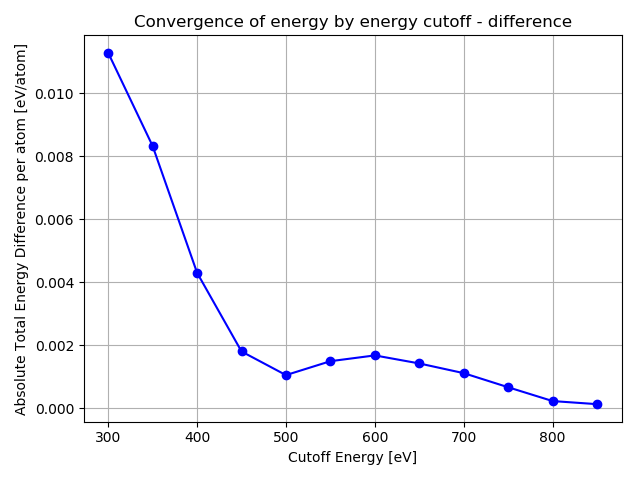 Convergence of energy by energy cutoff - difference
Absolute Total Energy Difference per atom [eV/atom]
0.010
0.008
0.006
0.004
0.002
0.000
300 400 500 600 700 800
Cutoff Energy [eV]